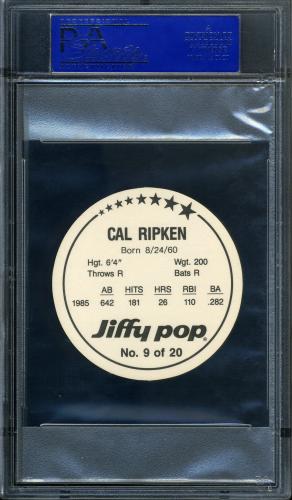 PSA
CAL RIPKEN
Born 8/24/60
Hgt. 6'4" Wgt. 200
Throws R Bats R
AB HITS HRS RBI BA
1985 642 181 26 110 .282
Jiffy pop®
No. 9 of 20